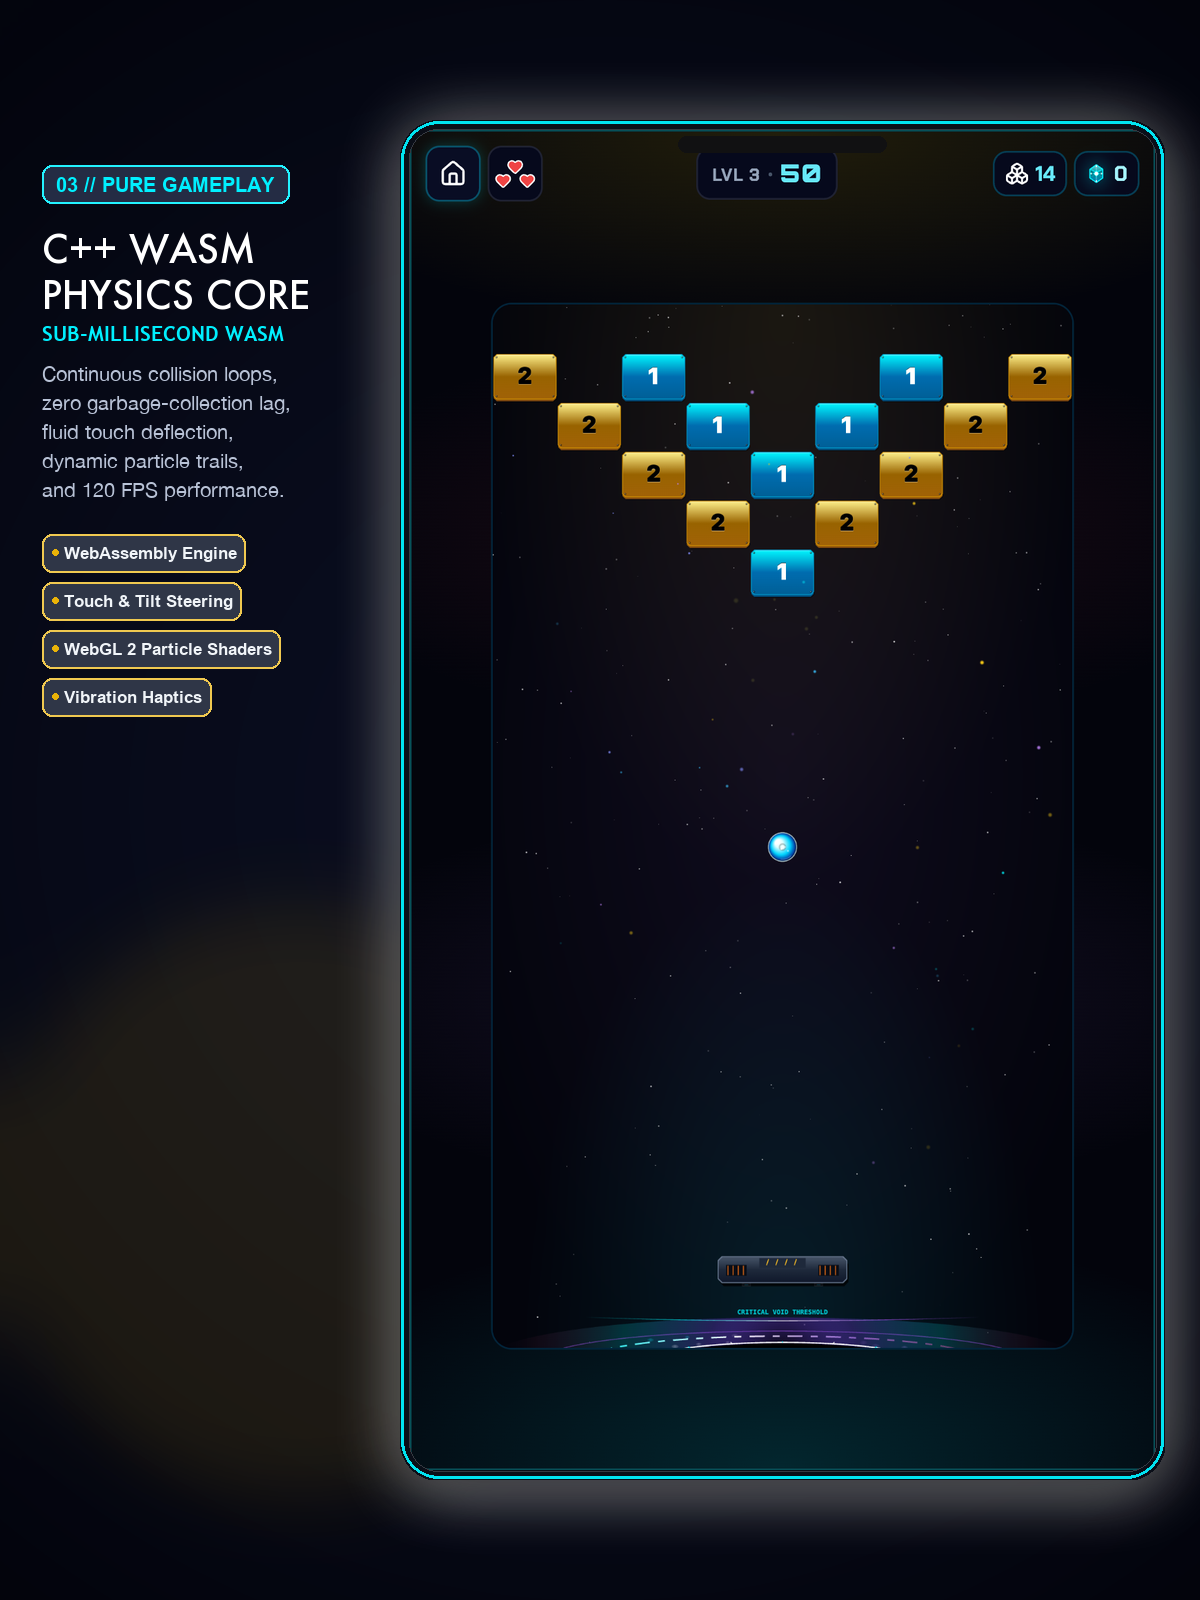 03 // PURE GAMEPLAY
C++ WASM
PHYSICS CORE
SUB-MILLISECOND WASM
Continuous collision loops,
zero garbage-collection lag,
fluid touch deflection,
dynamic particle trails,
and 120 FPS performance.
• WebAssembly Engine
• Touch & Tilt Steering
• WebGL 2 Particle Shaders
• Vibration Haptics
LVL 3 • 50
14
0
2 1 1 2
2 1 1 2
2 1 2
2 2
1
CRITICAL VOID THRESHOLD